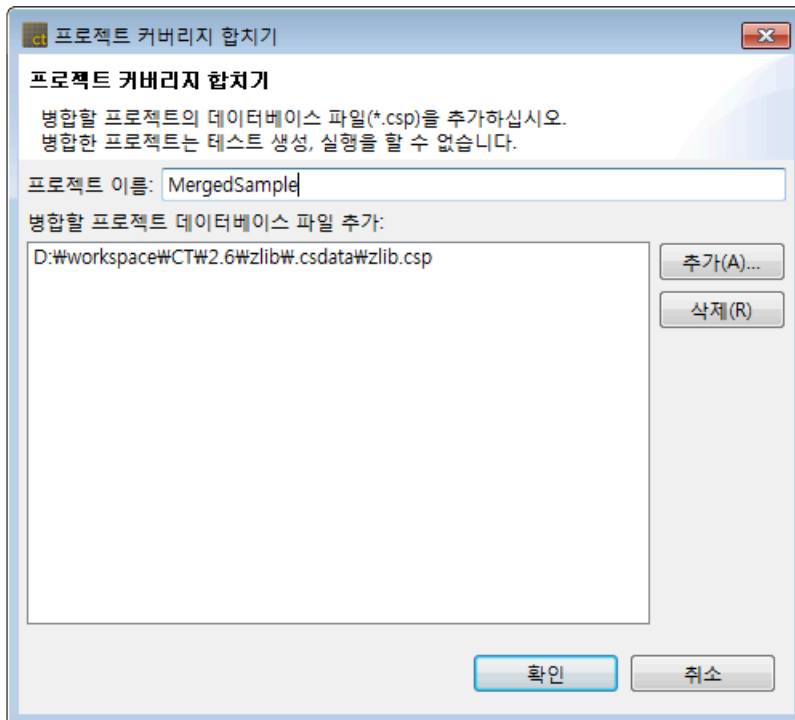 ct 프로젝트 커버리지 합치기
프로젝트 커버리지 합치기
병합할 프로젝트의 데이터베이스 파일(*.csp)을 추가하십시오.
병합한 프로젝트는 테스트 생성, 실행을 할 수 없습니다.
프로젝트 이름: MergedSample
병합할 프로젝트 데이터베이스 파일 추가:
D:₩workspace₩CT₩2.6₩zlib₩.csdata₩zlib.csp
추가(A)...
삭제(R)
확인 취소